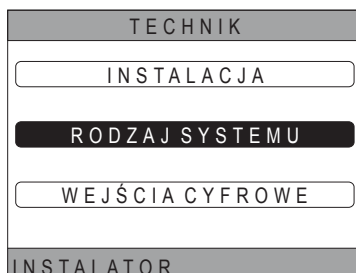 TECHNIK
INSTALACJA
RODZAJ SYSTEMU
WEJŚCIA CYFROWE
INSTALATOR